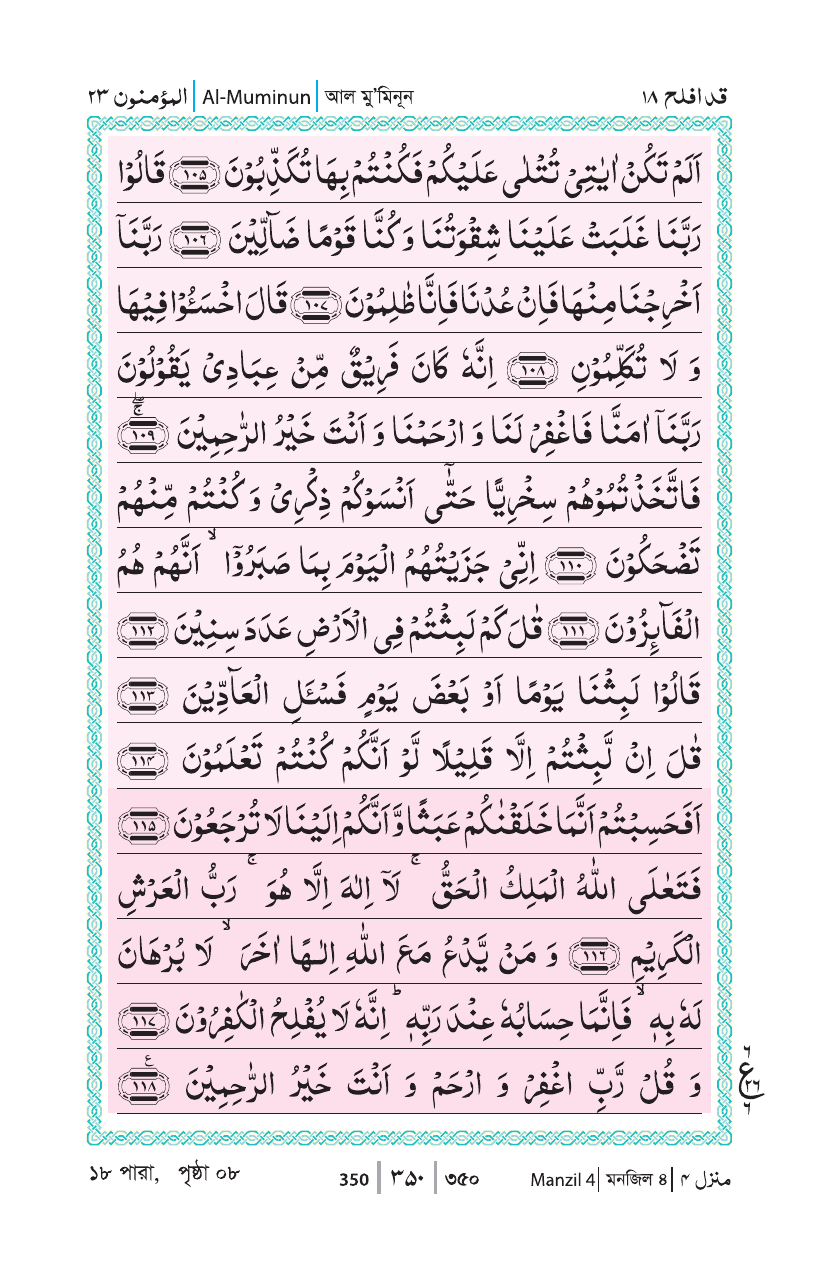 المؤمنون ٢٣ | Al-Muminun | আল মু’মিনূন قد افلح ١٨
اَلَمْ تَكُنْ اٰيٰتِيْ تُتْلٰى عَلَيْكُمْ فَكُنْتُمْ بِهَا تُكَذِّبُوْنَ ﴿١٠٥﴾ قَالُوْا
رَبَّنَا غَلَبَتْ عَلَيْنَا شِقْوَتُنَا وَ كُنَّا قَوْمًا ضَآلِّيْنَ ﴿١٠٦﴾ رَبَّنَاۤ
اَخْرِجْنَا مِنْهَا فَاِنْ عُدْنَا فَاِنَّا ظٰلِمُوْنَ ﴿١٠٧﴾ قَالَ اخْسَـُٔوْا فِيْهَا
وَ لَا تُكَلِّمُوْنِ ﴿١٠٨﴾ اِنَّهٗ كَانَ فَرِيْقٌ مِّنْ عِبَادِيْ يَقُوْلُوْنَ
رَبَّنَاۤ اٰمَنَّا فَاغْفِرْ لَنَا وَ ارْحَمْنَا وَ اَنْتَ خَيْرُ الرّٰحِمِيْنَ ﴿١٠٩﴾ۚۖ
فَاتَّخَذْتُمُوْهُمْ سِخْرِيًّا حَتّٰۤى اَنْسَوْكُمْ ذِكْرِيْ وَ كُنْتُمْ مِّنْهُمْ
تَضْحَكُوْنَ ﴿١١٠﴾ اِنِّيْ جَزَيْتُهُمُ الْيَوْمَ بِمَا صَبَرُوْۤا ۙ اَنَّهُمْ هُمُ
الْفَآىِٕزُوْنَ ﴿١١١﴾ قٰلَ كَمْ لَبِثْتُمْ فِي الْاَرْضِ عَدَدَ سِنِيْنَ ﴿١١٢﴾
قَالُوْا لَبِثْنَا يَوْمًا اَوْ بَعْضَ يَوْمٍ فَسْـَٔلِ الْعَآدِّيْنَ ﴿١١٣﴾
قٰلَ اِنْ لَّبِثْتُمْ اِلَّا قَلِيْلًا لَّوْ اَنَّكُمْ كُنْتُمْ تَعْلَمُوْنَ ﴿١١٤﴾
اَفَحَسِبْتُمْ اَنَّمَا خَلَقْنٰكُمْ عَبَثًا وَّ اَنَّكُمْ اِلَيْنَا لَا تُرْجَعُوْنَ ﴿١١٥﴾
فَتَعٰلَى اللّٰهُ الْمَلِكُ الْحَقُّ ۚ لَاۤ اِلٰهَ اِلَّا هُوَ ۚ رَبُّ الْعَرْشِ
الْكَرِيْمِ ﴿١١٦﴾ وَ مَنْ يَّدْعُ مَعَ اللّٰهِ اِلٰهًا اٰخَرَ ۙ لَا بُرْهَانَ
لَهٗ بِهٖ ۙ فَاِنَّمَا حِسَابُهٗ عِنْدَ رَبِّهٖ ؕ اِنَّهٗ لَا يُفْلِحُ الْكٰفِرُوْنَ ﴿١١٧﴾
وَ قُلْ رَّبِّ اغْفِرْ وَ ارْحَمْ وَ اَنْتَ خَيْرُ الرّٰحِمِيْنَ ﴿١١٨﴾ ع
٦
ع ٢٦
٦
১৮ পারা, পৃষ্ঠা ০৮ 350 | ٣٥٠ | ৩৫০ Manzil 4 | মনজিল ৪ | منزل ٤